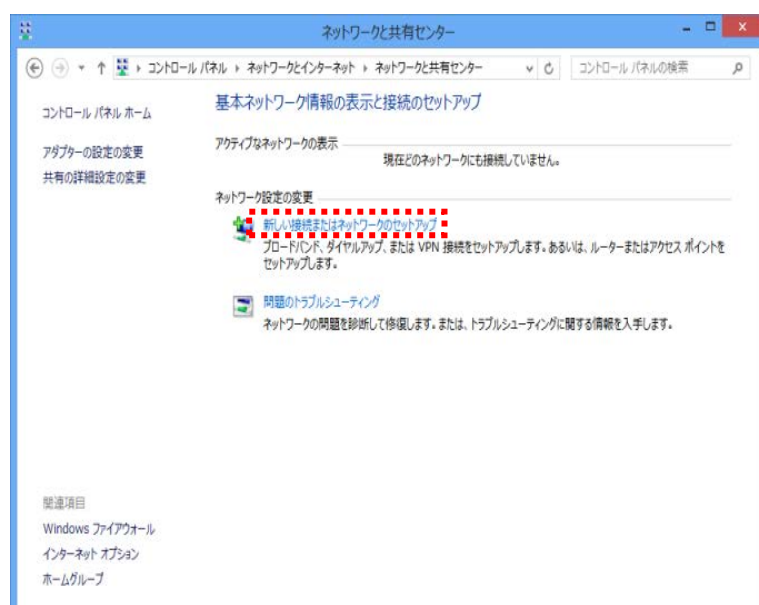 ネットワークと共有センター
コントロール パネル ▸ ネットワークとインターネット ▸ ネットワークと共有センター
コントロール パネルの検索
コントロール パネル ホーム
アダプターの設定の変更
共有の詳細設定の変更
基本ネットワーク情報の表示と接続のセットアップ
アクティブなネットワークの表示
現在どのネットワークにも接続していません。
ネットワーク設定の変更
新しい接続またはネットワークのセットアップ
ブロードバンド、ダイヤルアップ、または VPN 接続をセットアップします。あるいは、ルーターまたはアクセス ポイントを
セットアップします。
問題のトラブルシューティング
ネットワークの問題を診断して修復します。または、トラブルシューティングに関する情報を入手します。
関連項目
Windows ファイアウォール
インターネット オプション
ホームグループ